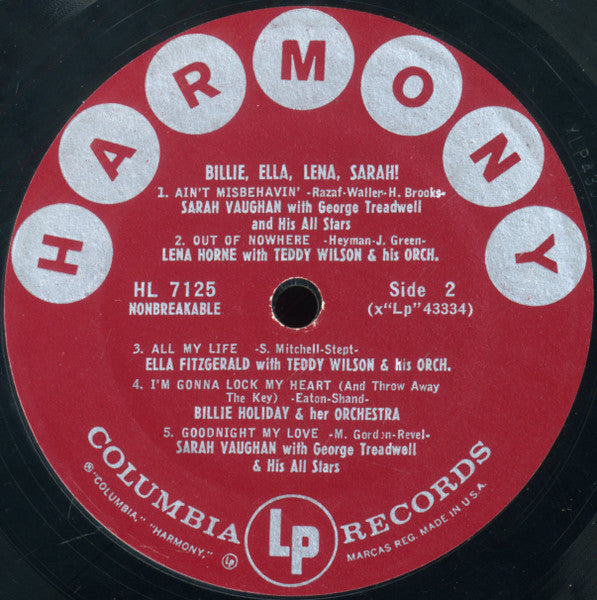 HARMONY
BILLIE, ELLA, LENA, SARAH!
1. AIN'T MISBEHAVIN' -Razaf-Waller-H. Brooks-
SARAH VAUGHAN with George Treadwell
and His All Stars
2. OUT OF NOWHERE -Heyman-J. Green-
LENA HORNE with TEDDY WILSON & his ORCH.
HL 7125
NONBREAKABLE
Side 2
(x"Lp" 43334)
3. ALL MY LIFE -S. Mitchell-Stept-
ELLA FITZGERALD with TEDDY WILSON & his ORCH.
4. I'M GONNA LOCK MY HEART (And Throw Away
The Key) -Eaton-Shand-
BILLIE HOLIDAY & her ORCHESTRA
5. GOODNIGHT MY LOVE -M. Gordon-Revel-
SARAH VAUGHAN with George Treadwell
& His All Stars
COLUMBIA Lp RECORDS
® "COLUMBIA," "HARMONY," Lp
MARCAS REG. MADE IN U.S.A.